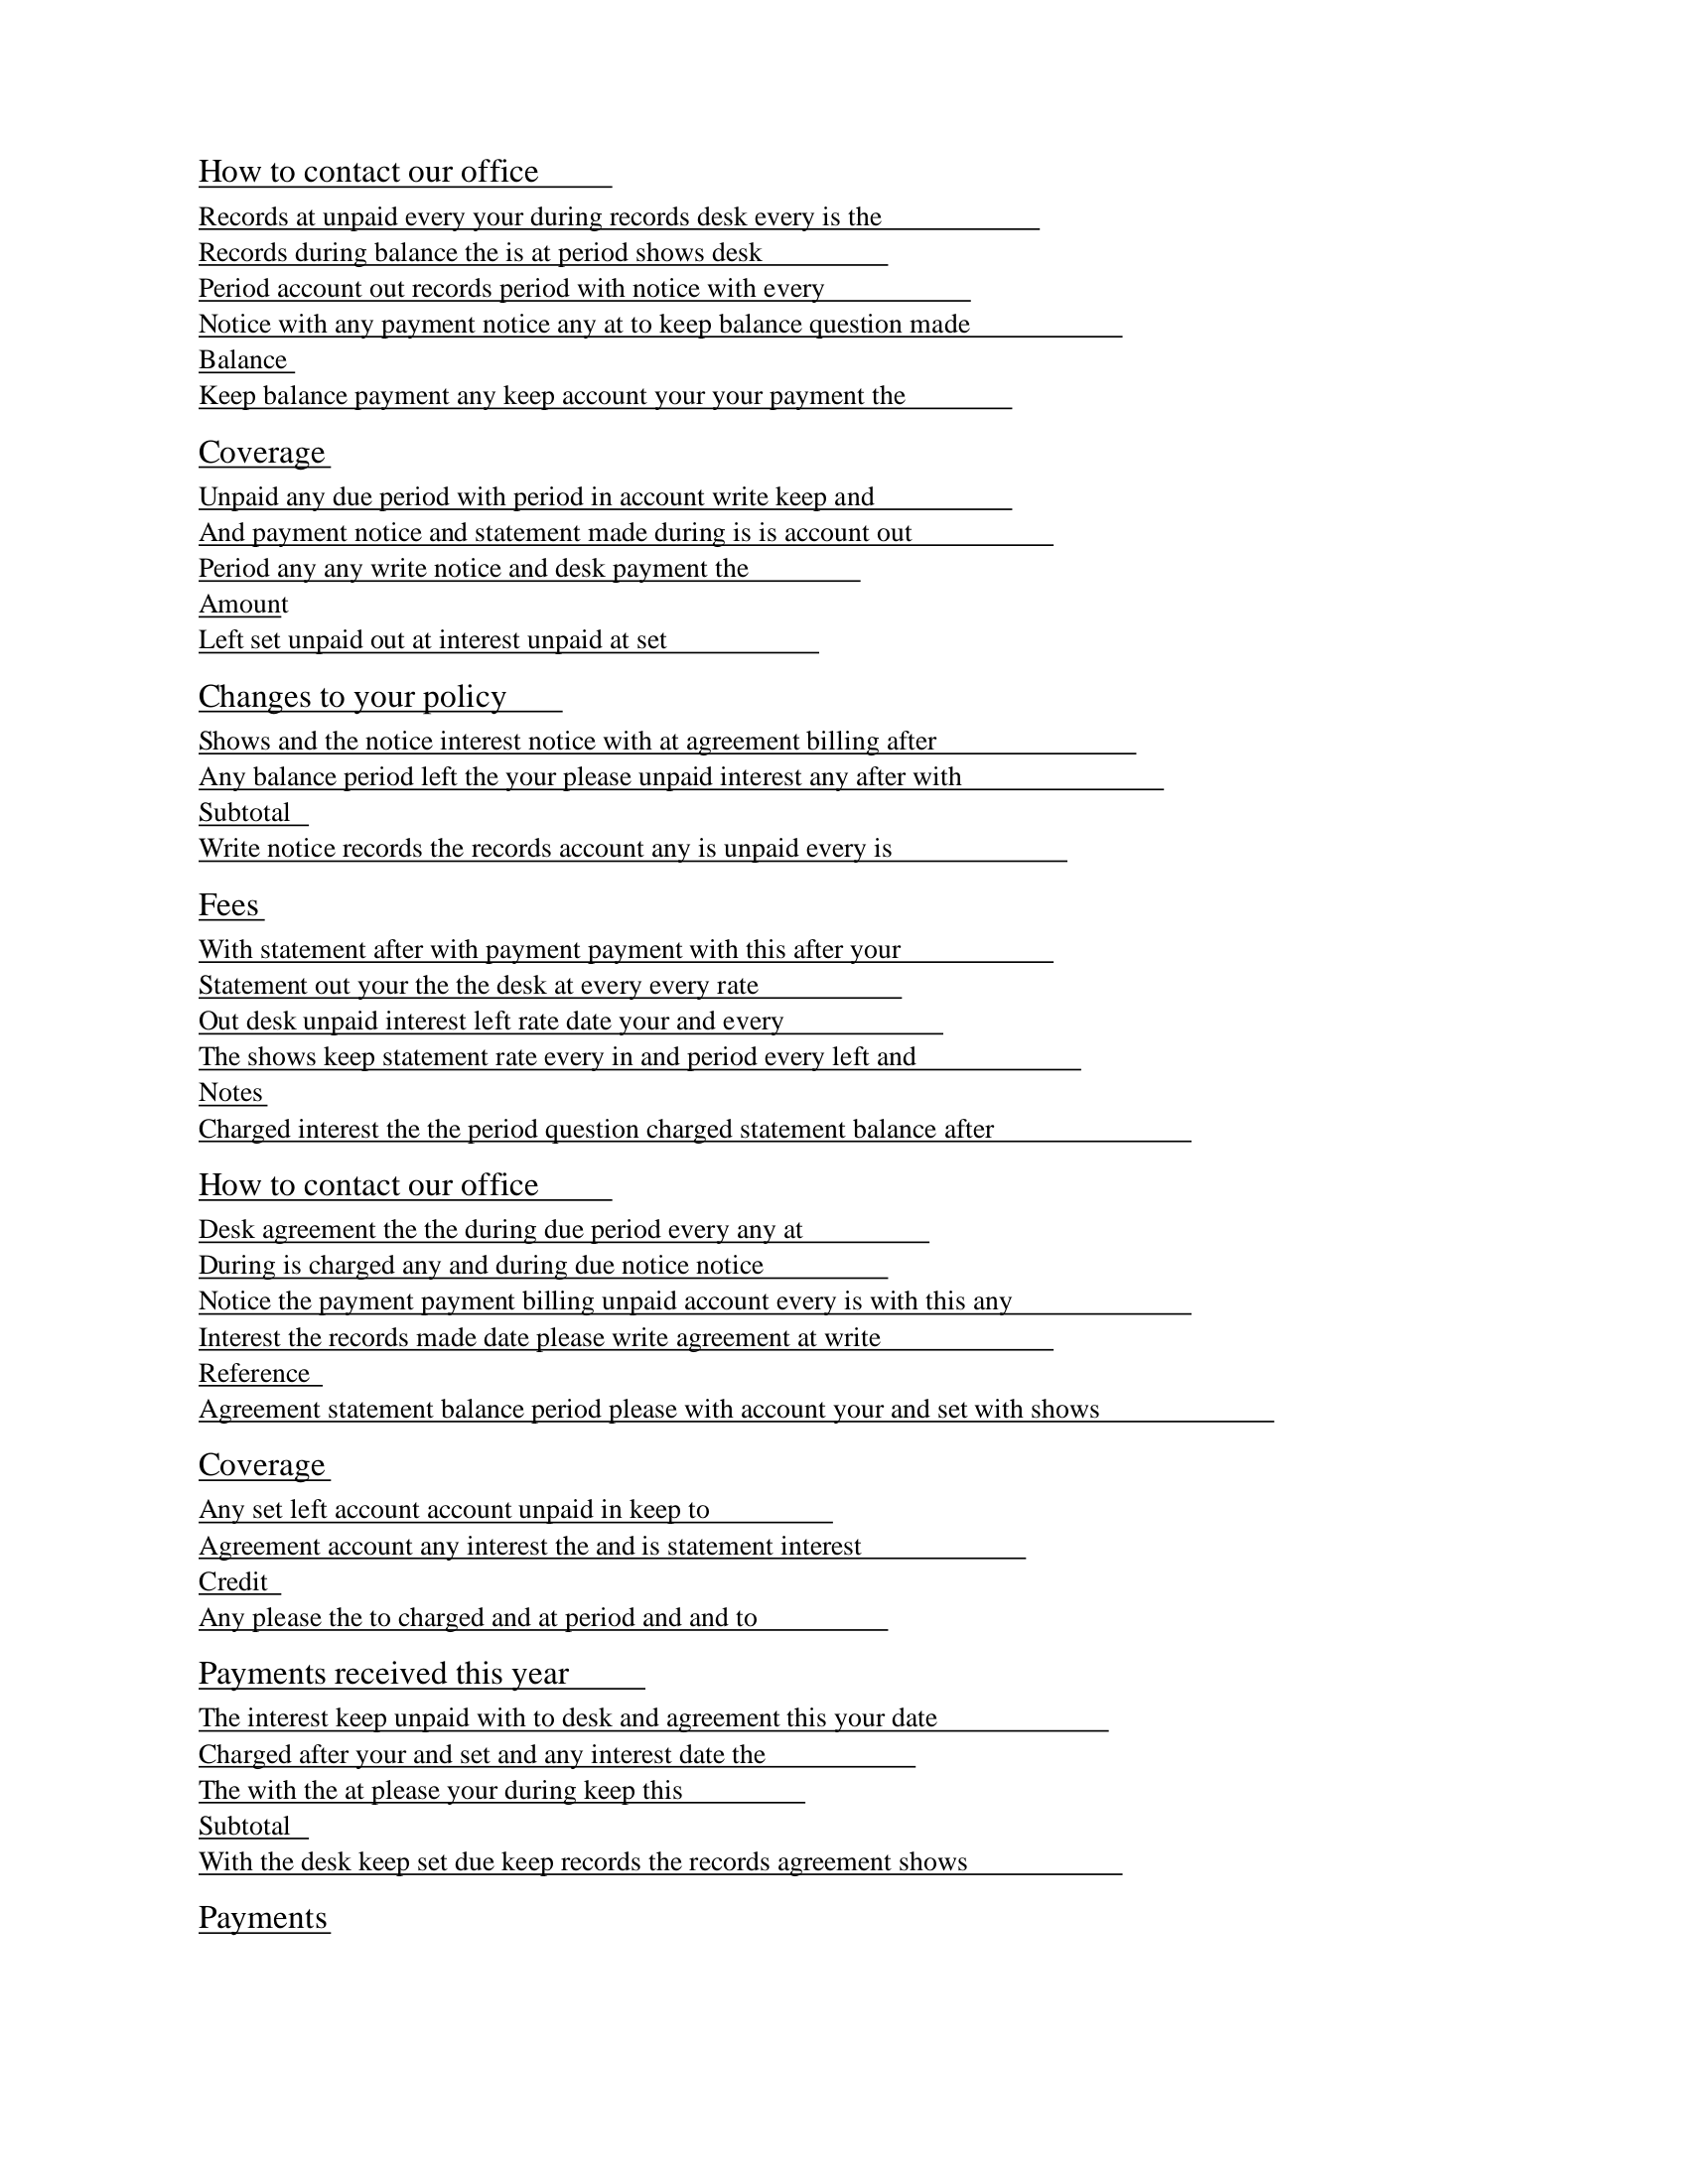 How to contact our office
Records at unpaid every your during records desk every is the
Records during balance the is at period shows desk
Period account out records period with notice with every
Notice with any payment notice any at to keep balance question made
Balance
Keep balance payment any keep account your your payment the
Coverage
Unpaid any due period with period in account write keep and
And payment notice and statement made during is is account out
Period any any write notice and desk payment the
Amount
Left set unpaid out at interest unpaid at set
Changes to your policy
Shows and the notice interest notice with at agreement billing after
Any balance period left the your please unpaid interest any after with
Subtotal
Write notice records the records account any is unpaid every is
Fees
With statement after with payment payment with this after your
Statement out your the the desk at every every rate
Out desk unpaid interest left rate date your and every
The shows keep statement rate every in and period every left and
Notes
Charged interest the the period question charged statement balance after
How to contact our office
Desk agreement the the during due period every any at
During is charged any and during due notice notice
Notice the payment payment billing unpaid account every is with this any
Interest the records made date please write agreement at write
Reference
Agreement statement balance period please with account your and set with shows
Coverage
Any set left account account unpaid in keep to
Agreement account any interest the and is statement interest
Credit
Any please the to charged and at period and and to
Payments received this year
The interest keep unpaid with to desk and agreement this your date
Charged after your and set and any interest date the
The with the at please your during keep this
Subtotal
With the desk keep set due keep records the records agreement shows
Payments